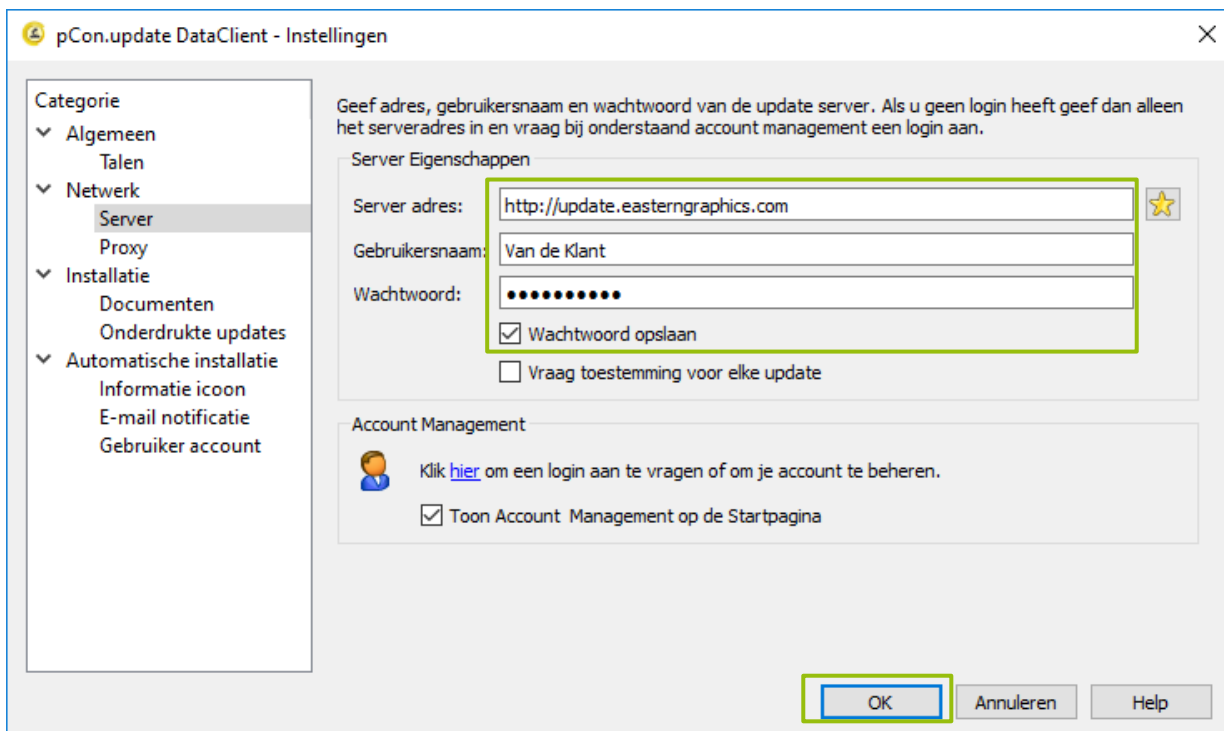 pCon.update DataClient - Instellingen
Categorie
Algemeen
Talen
Netwerk
Server
Proxy
Installatie
Documenten
Onderdrukte updates
Automatische installatie
Informatie icoon
E-mail notificatie
Gebruiker account
Geef adres, gebruikersnaam en wachtwoord van de update server. Als u geen login heeft geef dan alleen
het serveradres in en vraag bij onderstaand account management een login aan.
Server Eigenschappen
Server adres: http://update.easterngraphics.com
Gebruikersnaam: Van de Klant
Wachtwoord: ●●●●●●●●●●
Wachtwoord opslaan
Vraag toestemming voor elke update
Account Management
Klik hier om een login aan te vragen of om je account te beheren.
Toon Account Management op de Startpagina
OK Annuleren Help